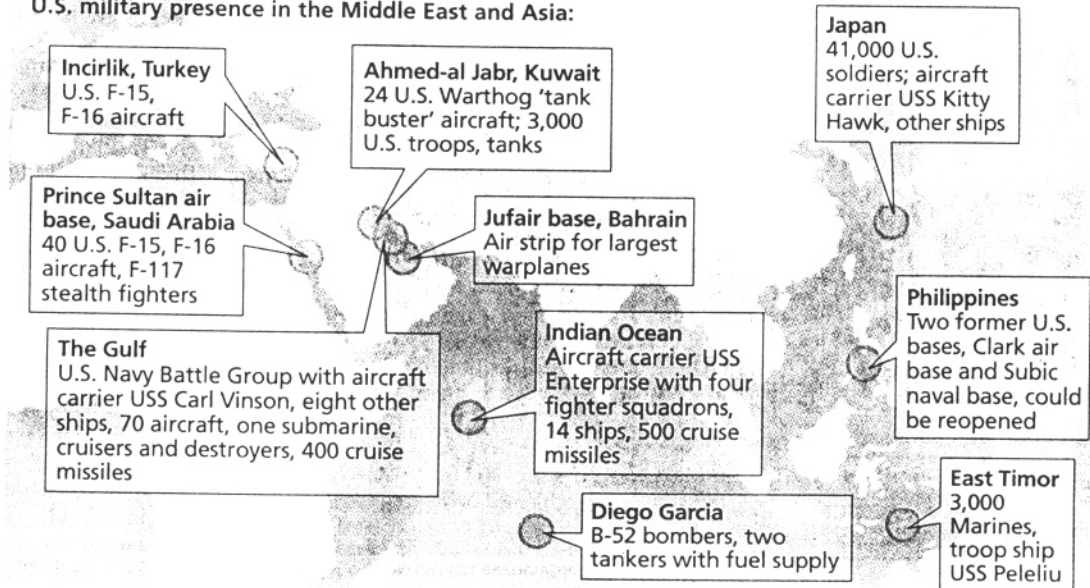 U.S. military presence in the Middle East and Asia:
Incirlik, Turkey
U.S. F-15,
F-16 aircraft
Ahmed-al Jabr, Kuwait
24 U.S. Warthog 'tank
buster' aircraft; 3,000
U.S. troops, tanks
Japan
41,000 U.S.
soldiers; aircraft
carrier USS Kitty
Hawk, other ships
Prince Sultan air
base, Saudi Arabia
40 U.S. F-15, F-16
aircraft, F-117
stealth fighters
Jufair base, Bahrain
Air strip for largest
warplanes
Philippines
Two former U.S.
bases, Clark air
base and Subic
naval base, could
be reopened
The Gulf
U.S. Navy Battle Group with aircraft
carrier USS Carl Vinson, eight other
ships, 70 aircraft, one submarine,
cruisers and destroyers, 400 cruise
missiles
Indian Ocean
Aircraft carrier USS
Enterprise with four
fighter squadrons,
14 ships, 500 cruise
missiles
Diego Garcia
B-52 bombers, two
tankers with fuel supply
East Timor
3,000
Marines,
troop ship
USS Peleliu